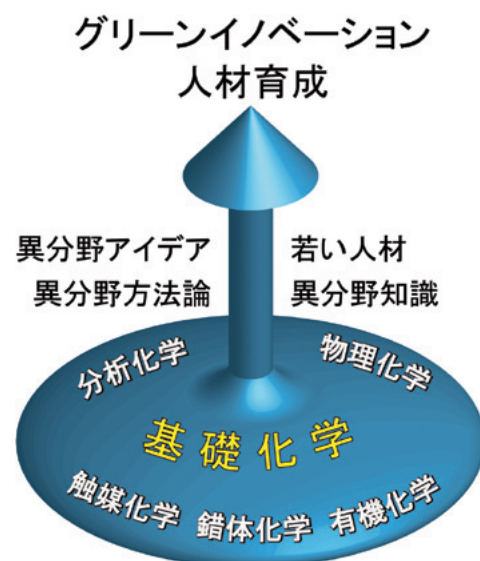 グリーンイノベーション
人材育成
異分野アイデア
異分野方法論
若い人材
異分野知識
分析化学
物理化学
基礎化学
触媒化学
錯体化学
有機化学